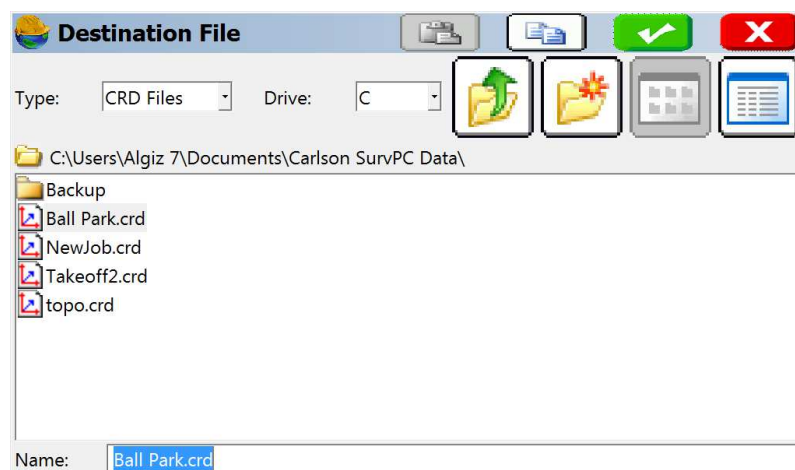 Destination File
Type: CRD Files Drive: C
C:\Users\Algiz 7\Documents\Carlson SurvPC Data\
Backup
Ball Park.crd
NewJob.crd
Takeoff2.crd
topo.crd
Name: Ball Park.crd